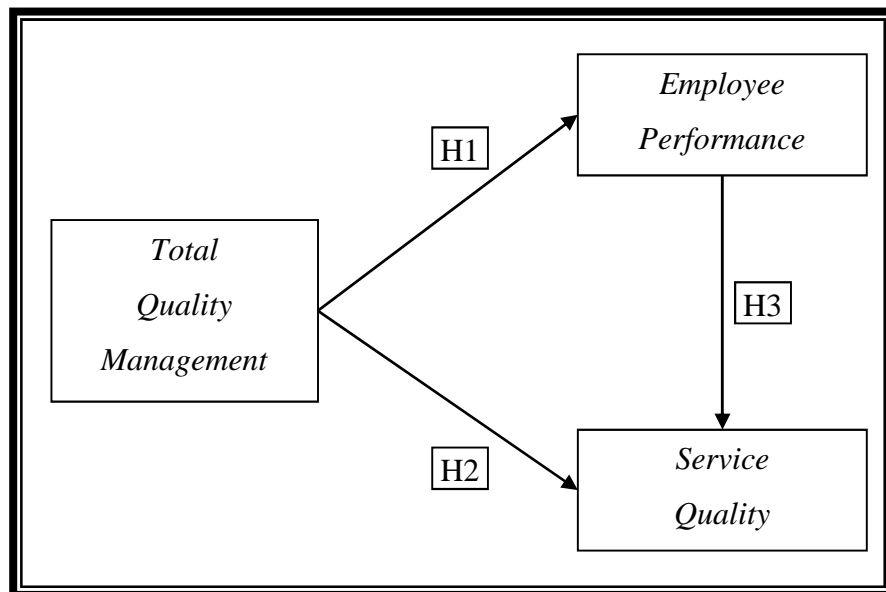 Employee
Performance
H1
Total
Quality
Management
H3
H2
Service
Quality